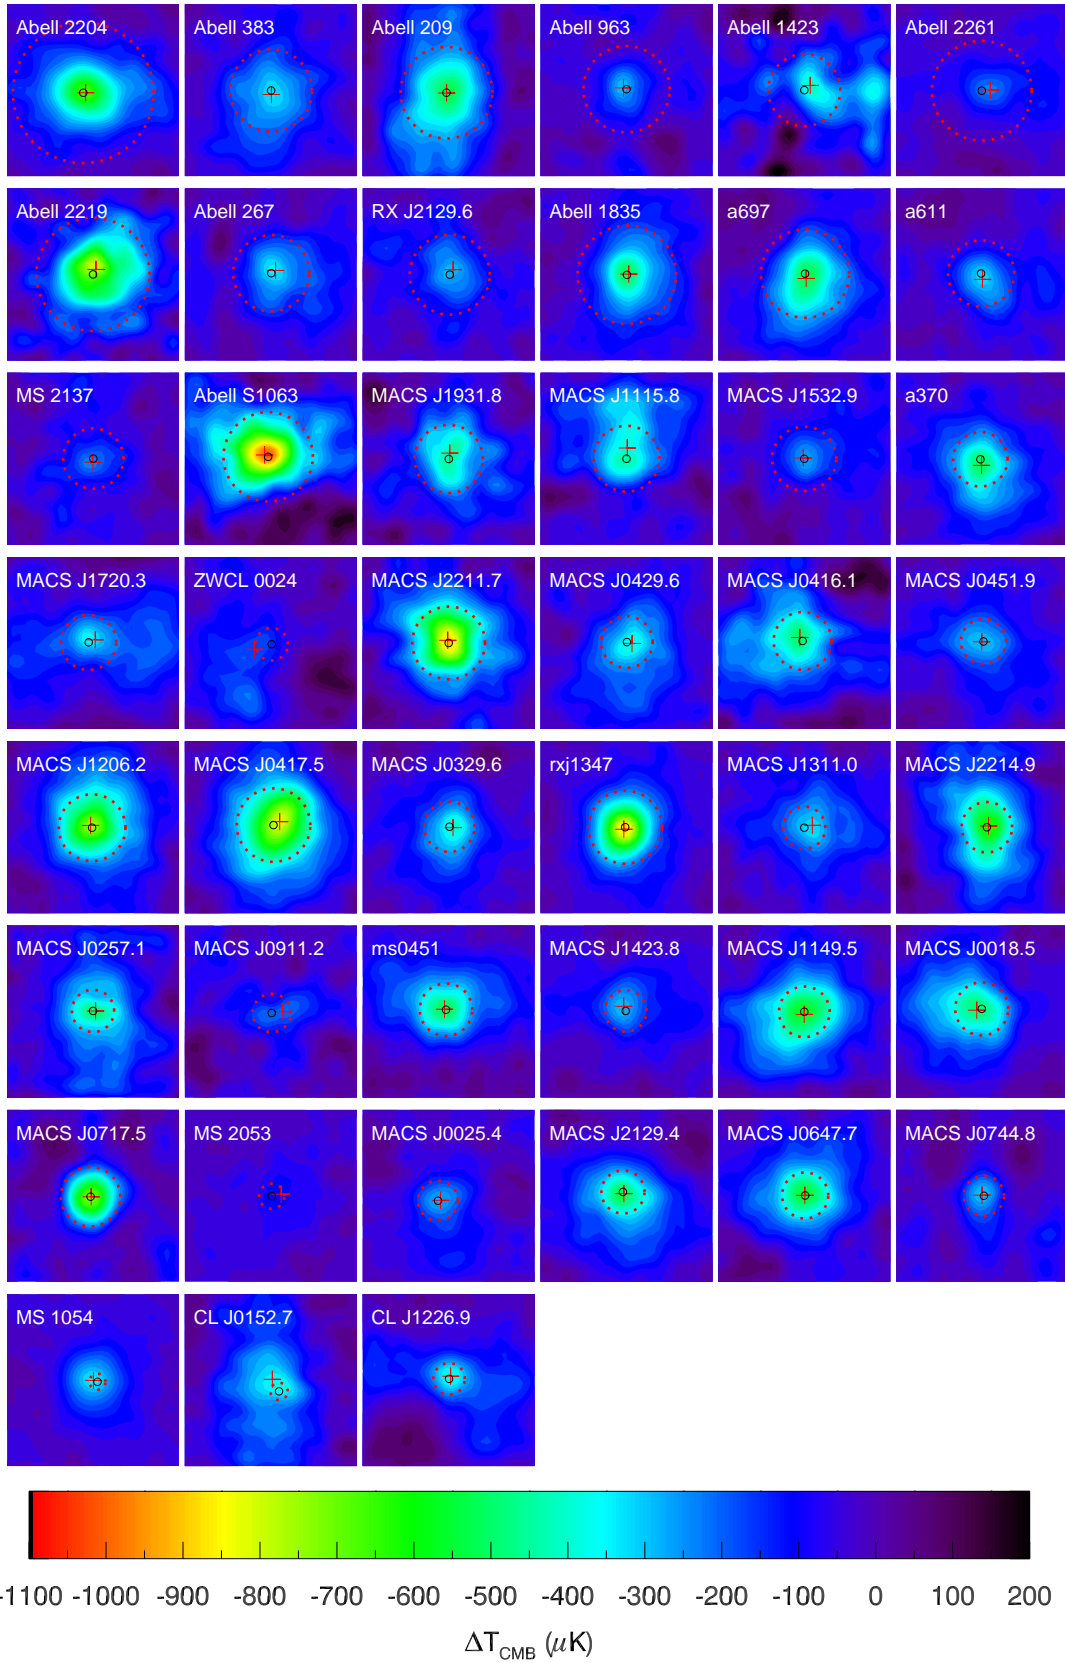 Abell 2204 Abell 383 Abell 209 Abell 963 Abell 1423 Abell 2261
Abell 2219 Abell 267 RX J2129.6 Abell 1835 a697 a611
MS 2137 Abell S1063 MACS J1931.8 MACS J1115.8 MACS J1532.9 a370
MACS J1720.3 ZWCL 0024 MACS J2211.7 MACS J0429.6 MACS J0416.1 MACS J0451.9
MACS J1206.2 MACS J0417.5 MACS J0329.6 rxj1347 MACS J1311.0 MACS J2214.9
MACS J0257.1 MACS J0911.2 ms0451 MACS J1423.8 MACS J1149.5 MACS J0018.5
MACS J0717.5 MS 2053 MACS J0025.4 MACS J2129.4 MACS J0647.7 MACS J0744.8
MS 1054 CL J0152.7 CL J1226.9
-1100 -1000 -900 -800 -700 -600 -500 -400 -300 -200 -100 0 100 200
ΔT_CMB (μK)